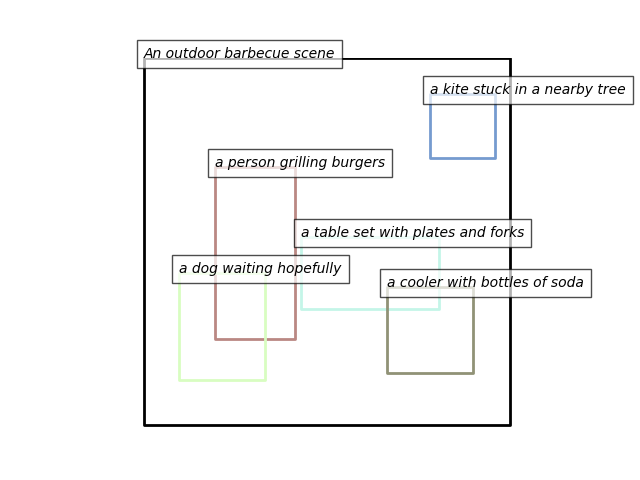 An outdoor barbecue scene
a kite stuck in a nearby tree
a person grilling burgers
a table set with plates and forks
a dog waiting hopefully
a cooler with bottles of soda